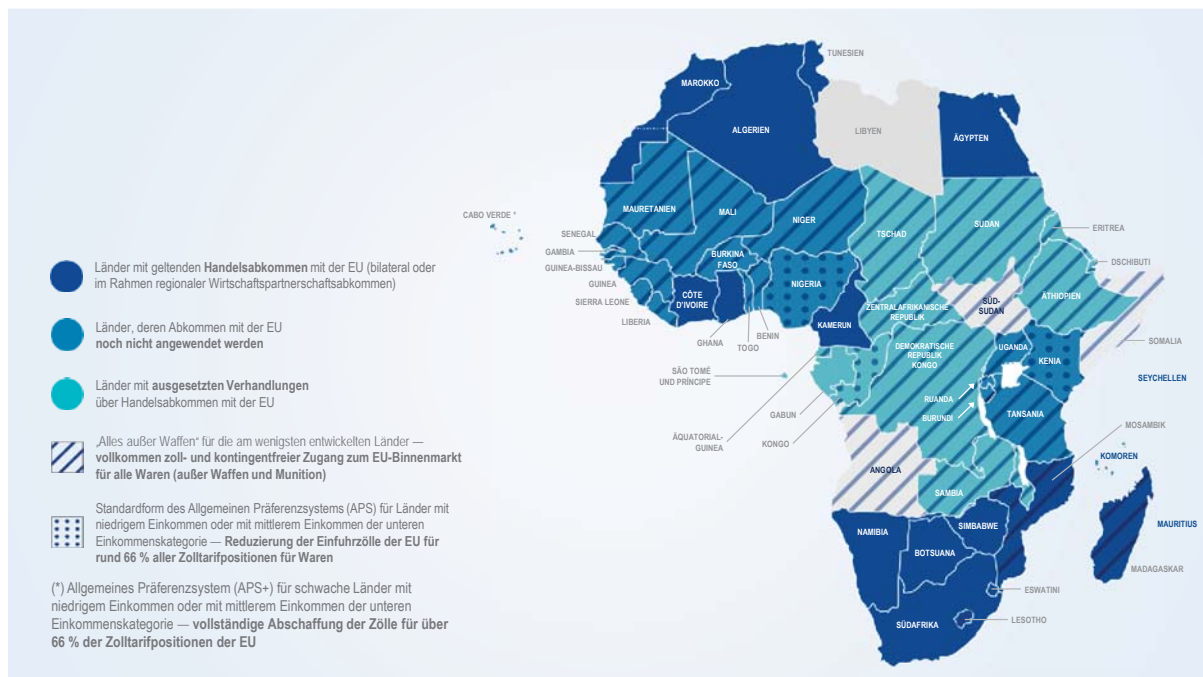 Länder mit geltenden Handelsabkommen mit der EU (bilateral oder
im Rahmen regionaler Wirtschaftspartnerschaftsabkommen)
Länder, deren Abkommen mit der EU
noch nicht angewendet werden
Länder mit ausgesetzten Verhandlungen
über Handelsabkommen mit der EU
„Alles außer Waffen“ für die am wenigsten entwickelten Länder —
vollkommen zoll- und kontingentfreier Zugang zum EU-Binnenmarkt
für alle Waren (außer Waffen und Munition)
Standardform des Allgemeinen Präferenzsystems (APS) für Länder mit
niedrigem Einkommen oder mit mittlerem Einkommen der unteren
Einkommenskategorie — Reduzierung der Einfuhrzölle der EU für
rund 66 % aller Zolltarifpositionen für Waren
(*) Allgemeines Präferenzsystem (APS+) für schwache Länder mit
niedrigem Einkommen oder mit mittlerem Einkommen der unteren
Einkommenskategorie — vollständige Abschaffung der Zölle für über
66 % der Zolltarifpositionen der EU
TUNESIEN
MAROKKO
ALGERIEN
LIBYEN
ÄGYPTEN
CABO VERDE *
MAURETANIEN
MALI
NIGER
TSCHAD
SUDAN
ERITREA
SENEGAL
GAMBIA
GUINEA-BISSAU
GUINEA
SIERRA LEONE
LIBERIA
BURKINA
FASO
CÔTE
D'IVOIRE
GHANA
TOGO
BENIN
NIGERIA
KAMERUN
ZENTRALAFRIKANISCHE
REPUBLIK
SÜD-
SUDAN
ÄTHIOPIEN
DSCHIBUTI
SOMALIA
SÃO TOMÉ
UND PRÍNCIPE
ÄQUATORIAL-
GUINEA
GABUN
KONGO
DEMOKRATISCHE
REPUBLIK
KONGO
UGANDA
KENIA
RUANDA
BURUNDI
TANSANIA
SEYCHELLEN
MOSAMBIK
KOMOREN
ANGOLA
SAMBIA
MAURITIUS
NAMIBIA
SIMBABWE
BOTSUANA
MADAGASKAR
ESWATINI
SÜDAFRIKA
LESOTHO